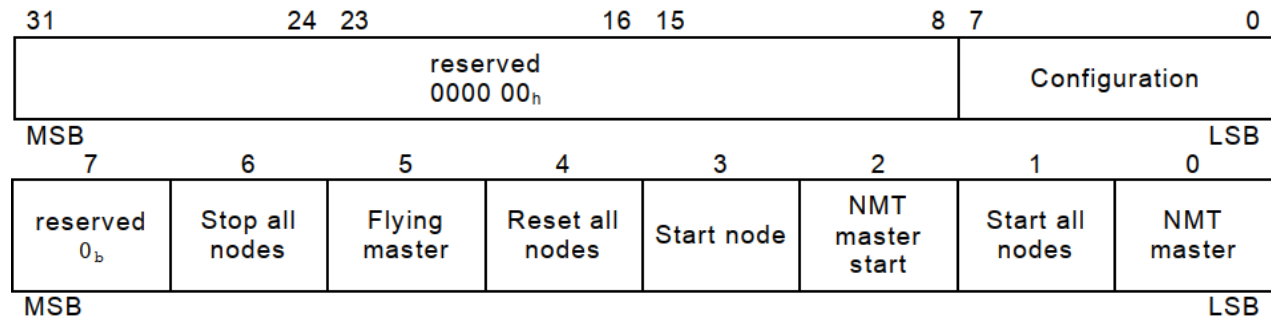 31 24 23 16 15 8 7 0
reserved
0000 00h
Configuration
MSB LSB
7 6 5 4 3 2 1 0
reserved
0b
Stop all
nodes
Flying
master
Reset all
nodes
Start node
NMT
master
start
Start all
nodes
NMT
master
MSB LSB